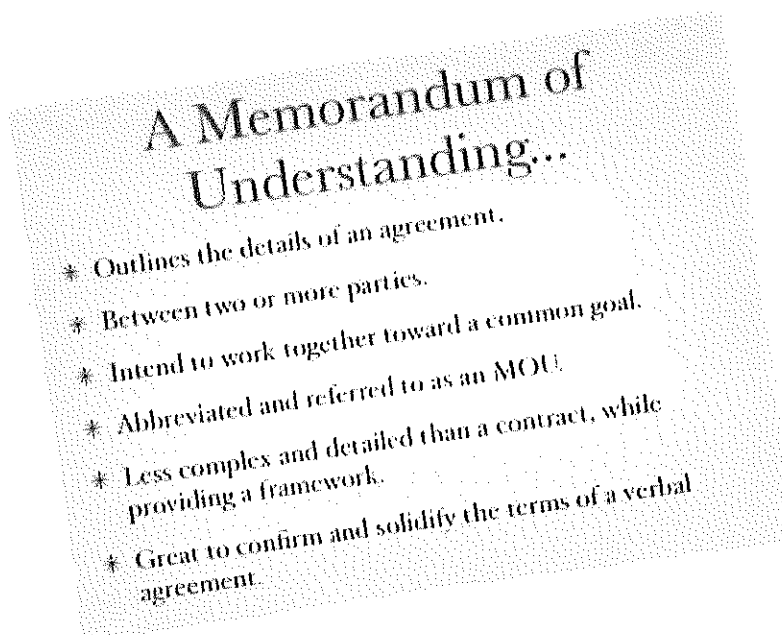 A Memorandum of
Understanding...
* Outlines the details of an agreement.
* Between two or more parties.
* Intend to work together toward a common goal.
* Abbreviated and referred to as an MOU.
* Less complex and detailed than a contract, while
providing a framework.
* Great to confirm and solidify the terms of a verbal
agreement.